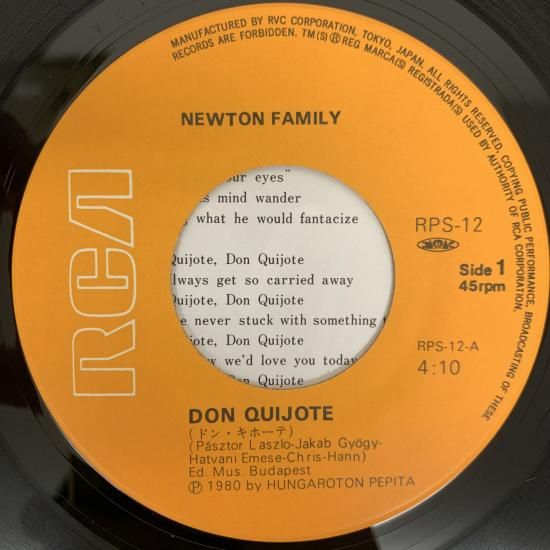 MANUFACTURED BY RVC CORPORATION, TOKYO, JAPAN. ALL RIGHTS RESERVED. COPYING PUBLIC PERFORMANCE, BROADCASTING OF THESE
RECORDS ARE FORBIDDEN. TM(S)Ⓡ REG MARCA(S) REGISTRADA(S) USED BY AUTHORITY OF RCA CORPORATION.
NEWTON FAMILY
RCA
our eyes"
s mind wander
what he would fantacize
Quijote, Don Quijote
lways get so carried away
Quijote, Don Quijote
e never stuck with something
jote, Don Quijote
w we'd love you today
Don Quijote
RPS-12
Side 1
45rpm
RPS-12-A
4:10
DON QUIJOTE
(ドン・キホーテ)
(Pásztor Laszlo-Jakab Gyögy-
Hatvani Emese-Chris-Hann)
Ed. Mus. Budapest
Ⓟ 1980 by HUNGAROTON PEPITA